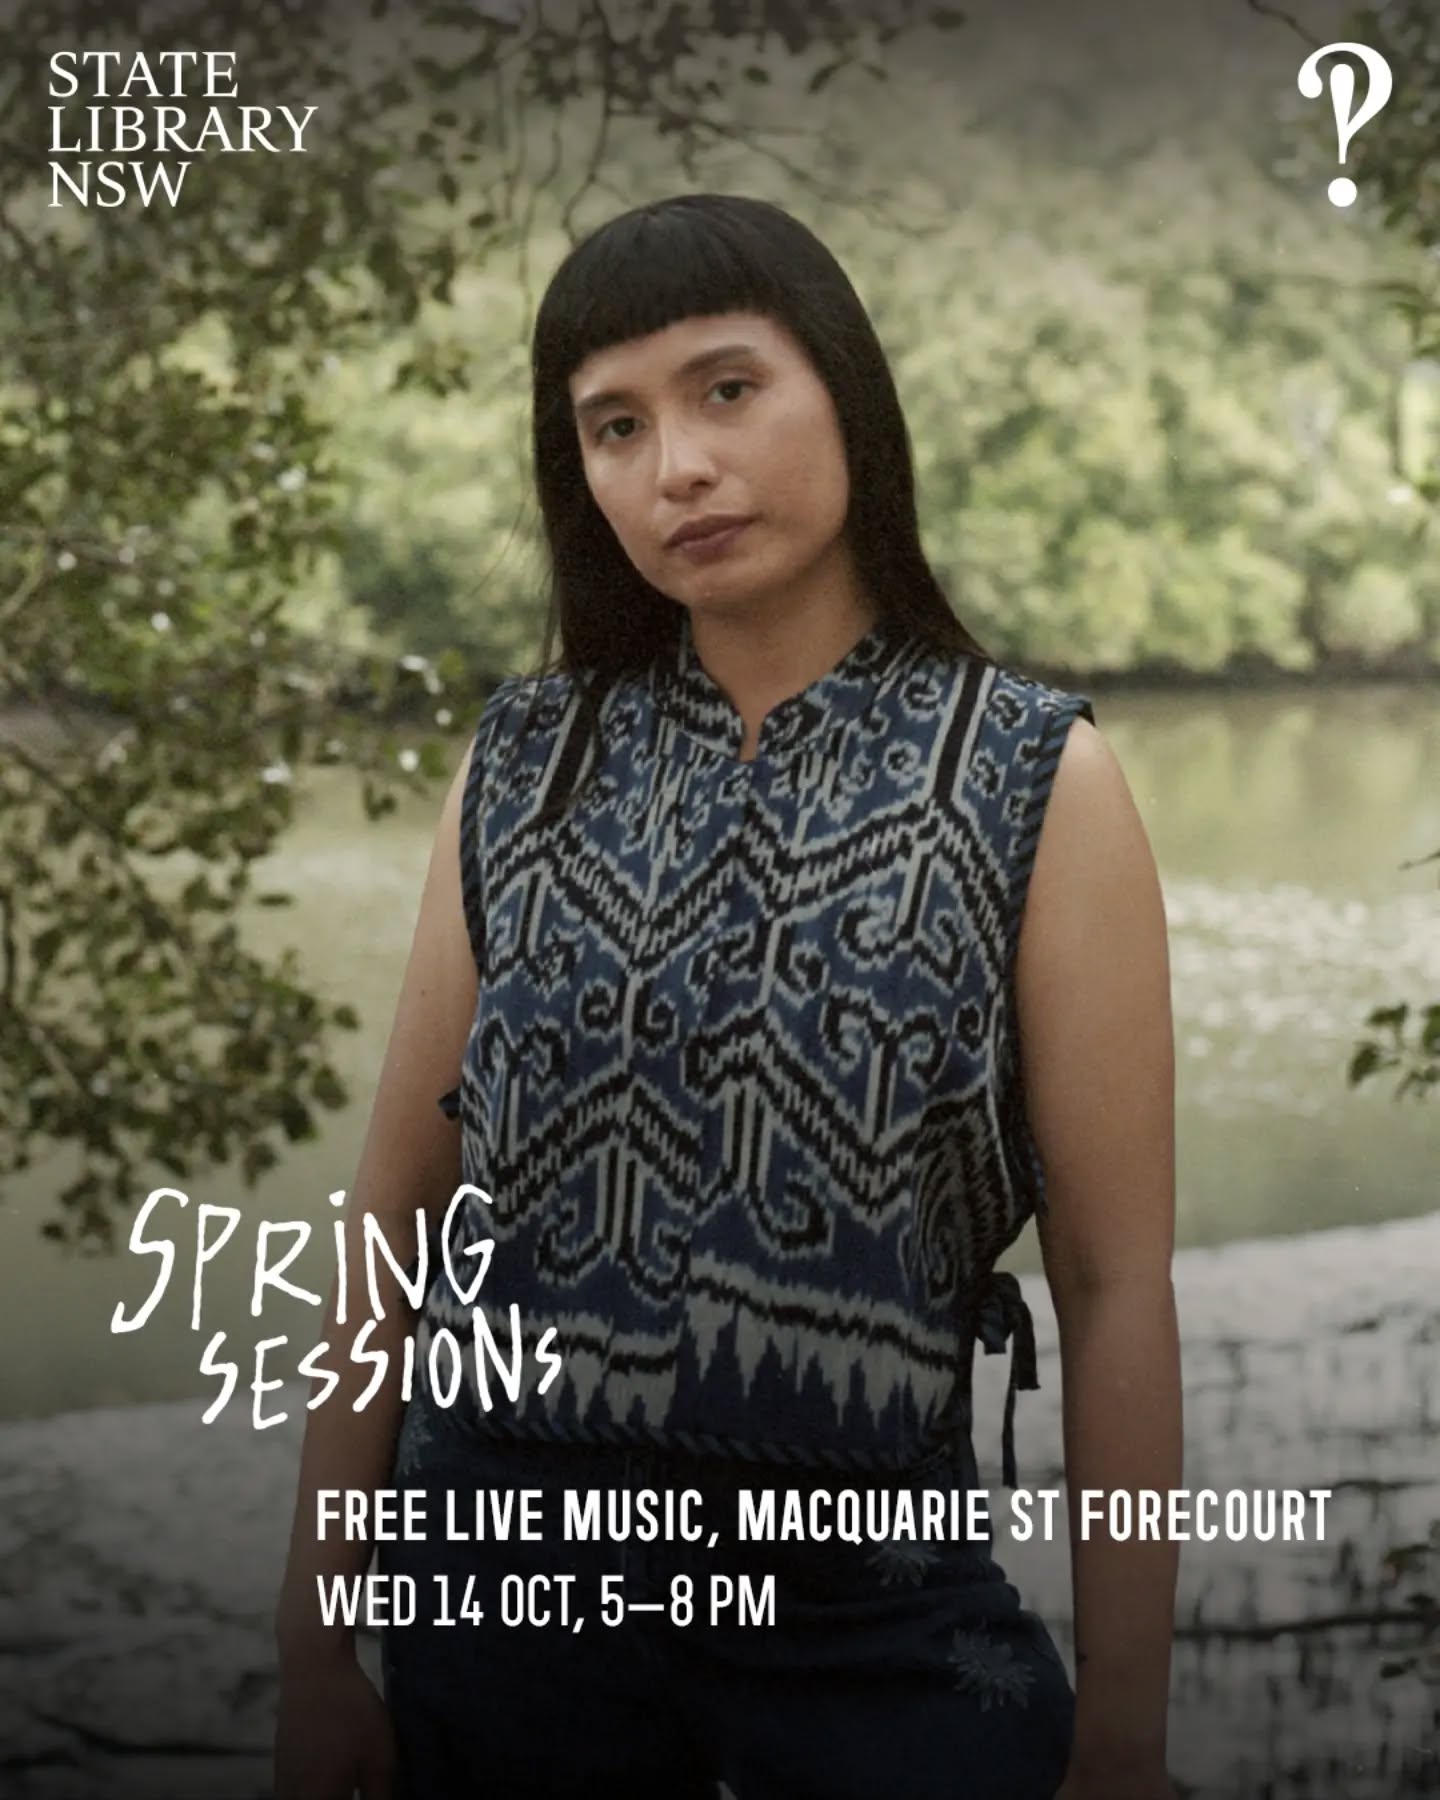 STATE
LIBRARY
NSW
SPRiNG
SESSIONs
FREE LIVE MUSIC, MACQUARIE ST FORECOURT
WED 14 OCT, 5–8 PM